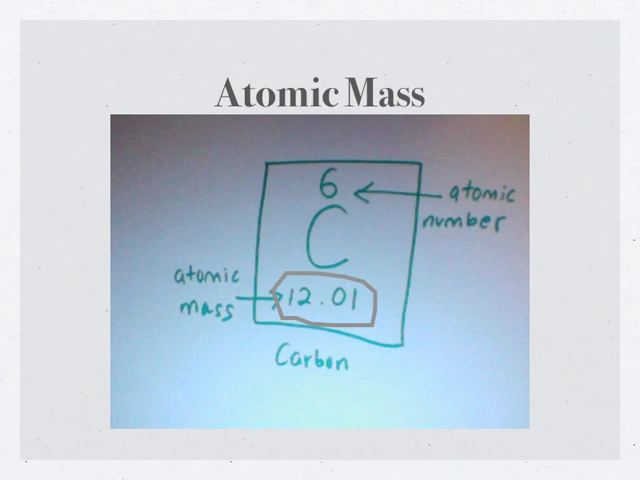 Atomic Mass
6
atomic
number
C
atomic
mass
12.01
Carbon